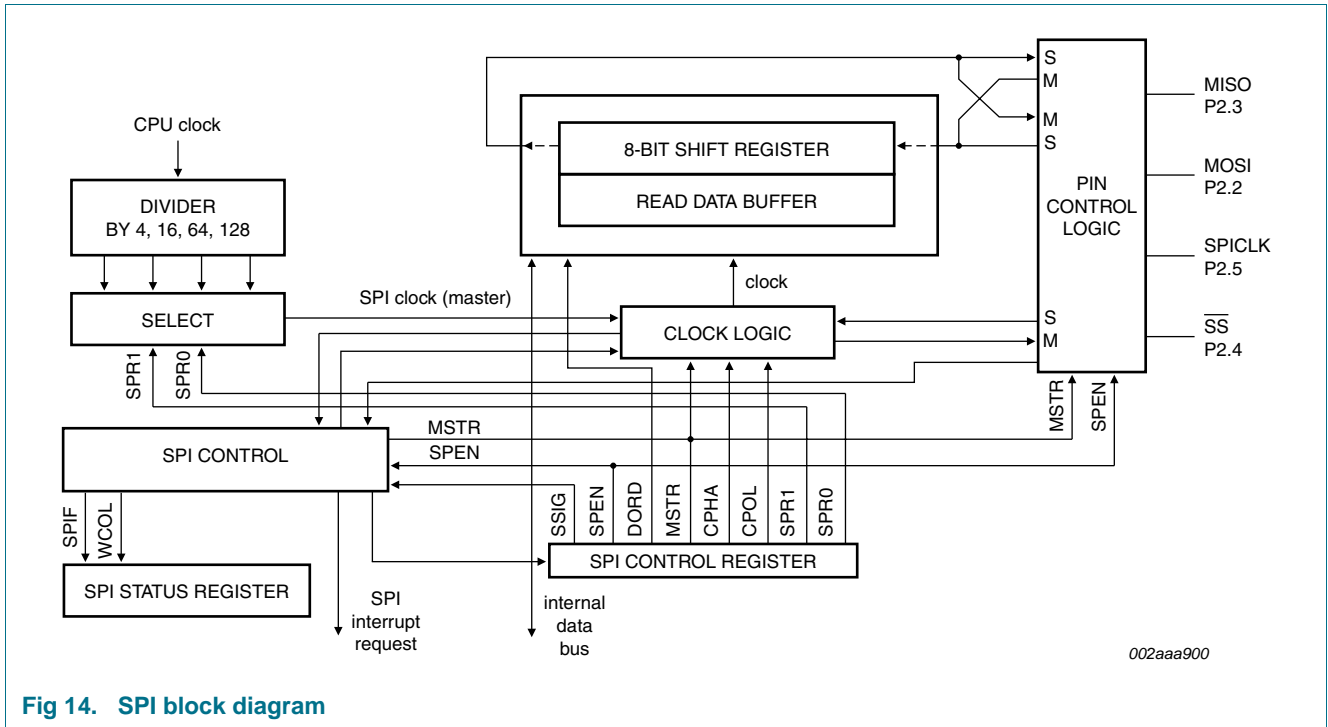 CPU clock
DIVIDER
BY 4, 16, 64, 128
SELECT
SPR1
SPR0
SPI clock (master)
8-BIT SHIFT REGISTER
READ DATA BUFFER
clock
CLOCK LOGIC
S
M
M
S
PIN
CONTROL
LOGIC
S
M
MISO
P2.3
MOSI
P2.2
SPICLK
P2.5
SS
P2.4
MSTR
SPEN
SPI CONTROL
MSTR
SPEN
SPIF
WCOL
SPI STATUS REGISTER
SSIG
SPEN
DORD
MSTR
CPHA
CPOL
SPR1
SPR0
SPI CONTROL REGISTER
SPI
interrupt
request
internal
data
bus
002aaa900
Fig 14. SPI block diagram